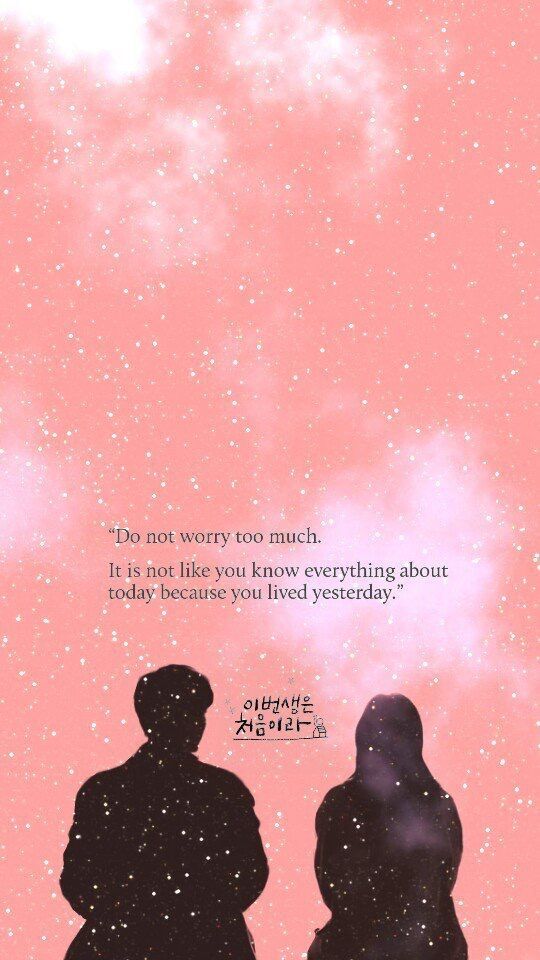 “Do not worry too much.
It is not like you know everything about
today because you lived yesterday.”
이번생은
처음이라